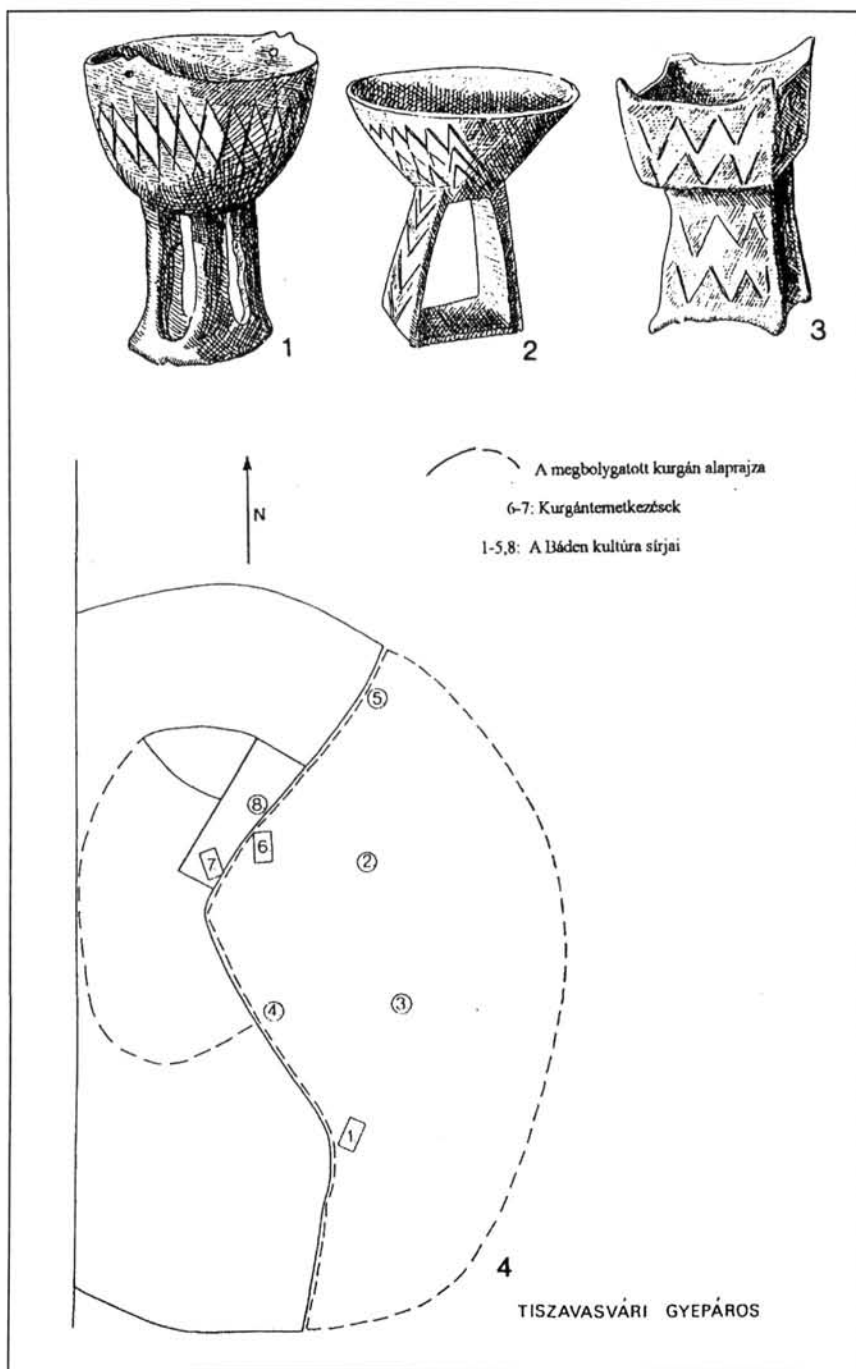 1
2
3
N
A megbolygatott kurgán alaprajza
6-7: Kurgántemetkezések
1-5,8: A Báden kultúra sírjai
5
8
7
6
2
4
3
1
4
TISZAVASVÁRI GYEPÁROS